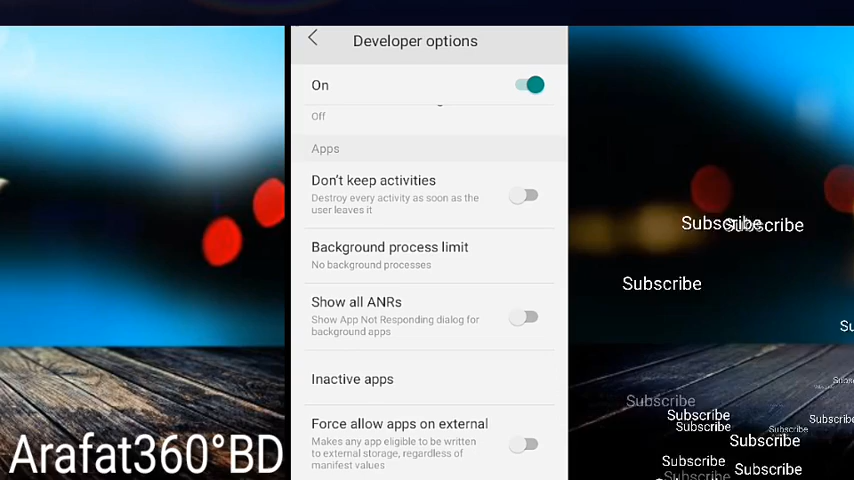 Developer options
On
Off
Apps
Don't keep activities
Destroy every activity as soon as the
user leaves it
Background process limit
No background processes
Show all ANRs
Show App Not Responding dialog for
background apps
Inactive apps
Force allow apps on external
Makes any app eligible to be written
to external storage, regardless of
manifest values
Arafat360°BD
Subscribe
Subscribe
Subscribe
Subscribe
Subscribe
Subscribe
Subscribe
Subscribe
Subscribe
Subscribe
Subscribe
Subscribe